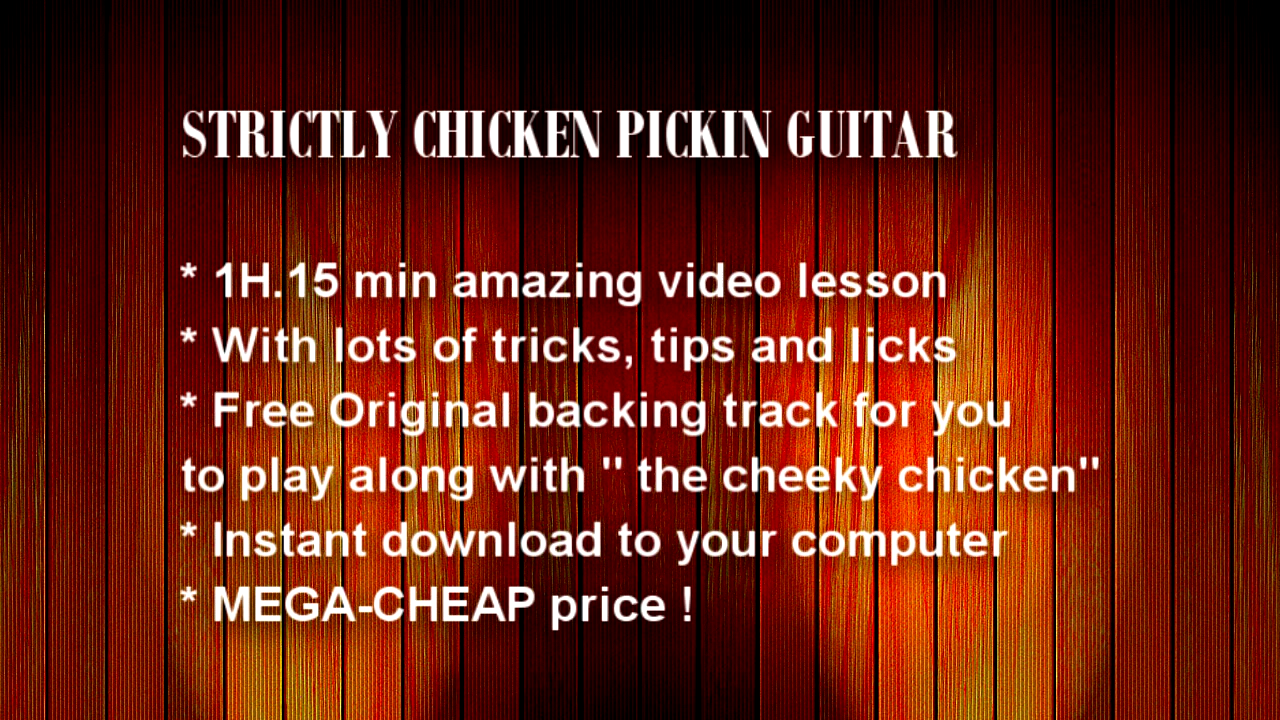 STRICTLY CHICKEN PICKIN GUITAR
* 1H.15 min amazing video lesson
* With lots of tricks, tips and licks
* Free Original backing track for you
to play along with " the cheeky chicken"
* Instant download to your computer
* MEGA-CHEAP price !